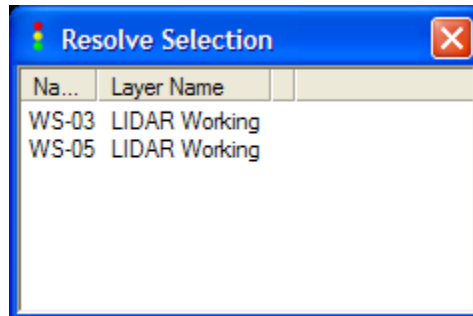 Resolve Selection
Na... Layer Name
WS-03 LIDAR Working
WS-05 LIDAR Working